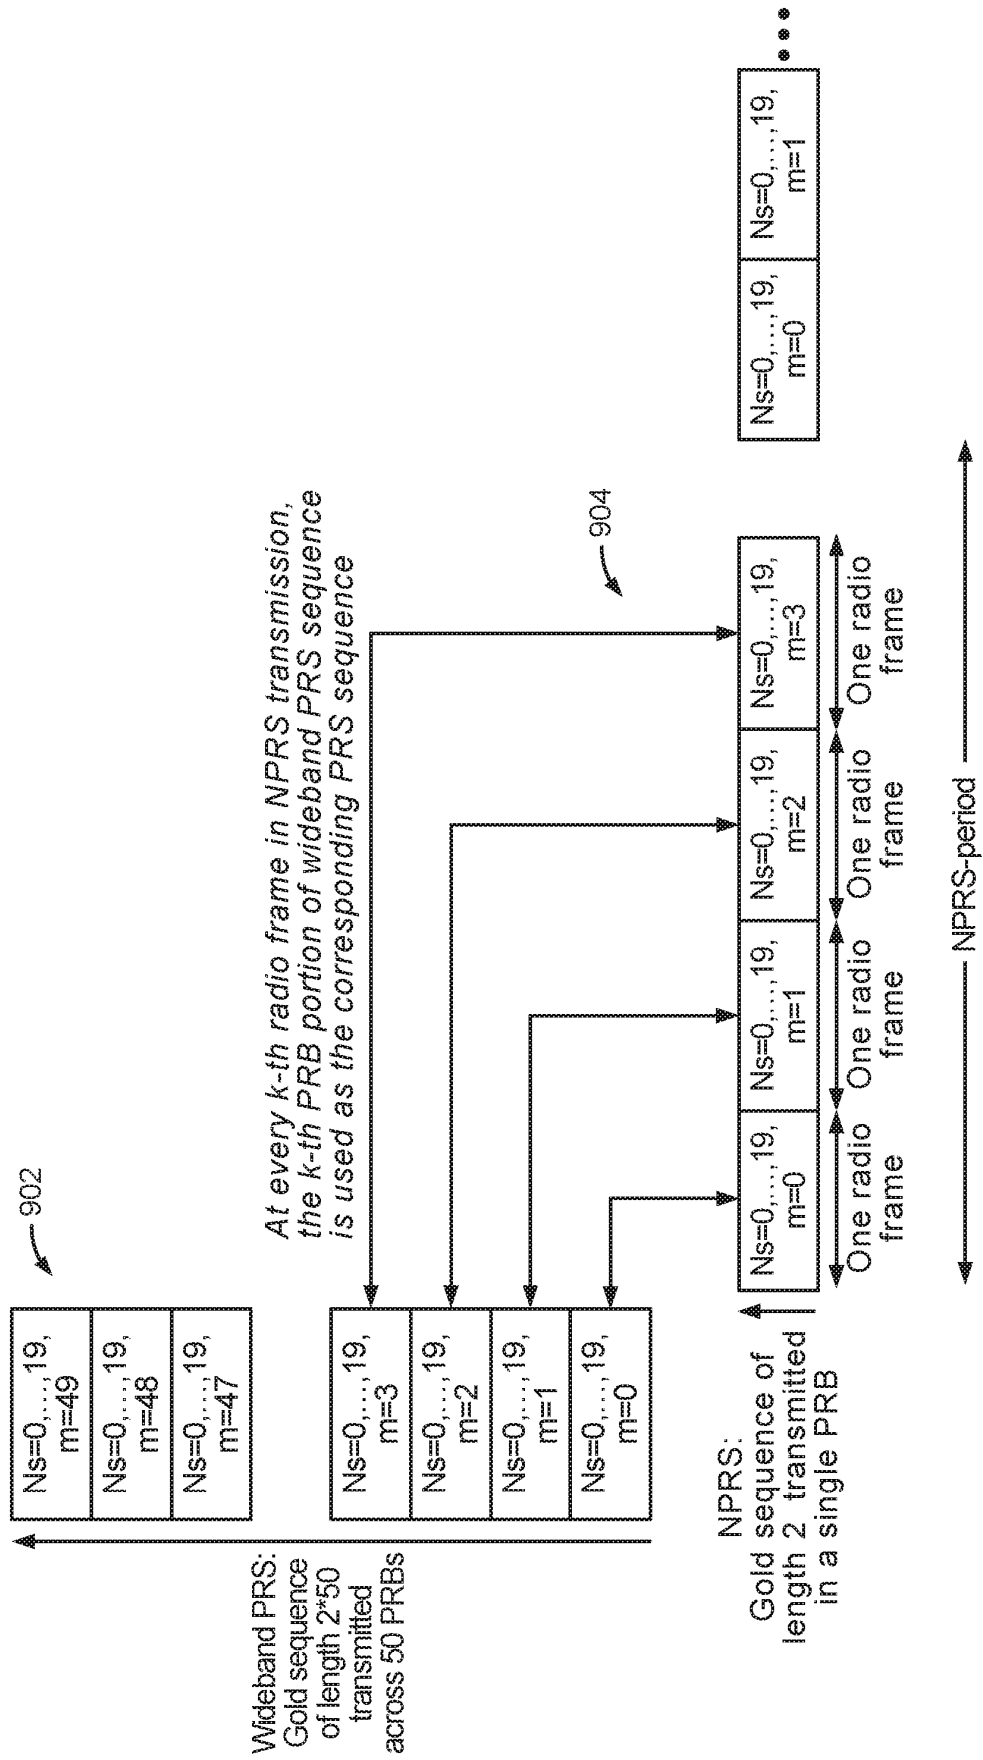 902
Ns=0,...,19,
m=49
Ns=0,...,19,
m=48
Ns=0,...,19,
m=47
Ns=0,...,19,
m=3
Ns=0,...,19,
m=2
Ns=0,...,19,
m=1
Ns=0,...,19,
m=0
Wideband PRS:
Gold sequence
of length 2*50
transmitted
across 50 PRBs
At every k-th radio frame in NPRS transmission,
the k-th PRB portion of wideband PRS sequence
is used as the corresponding PRS sequence
904
NPRS:
Gold sequence of
length 2 transmitted
in a single PRB
Ns=0,...,19,
m=0
Ns=0,...,19,
m=1
Ns=0,...,19,
m=2
Ns=0,...,19,
m=3
Ns=0,...,19,
m=0
Ns=0,...,19,
m=1
One radio
frame
One radio
frame
One radio
frame
One radio
frame
NPRS-period